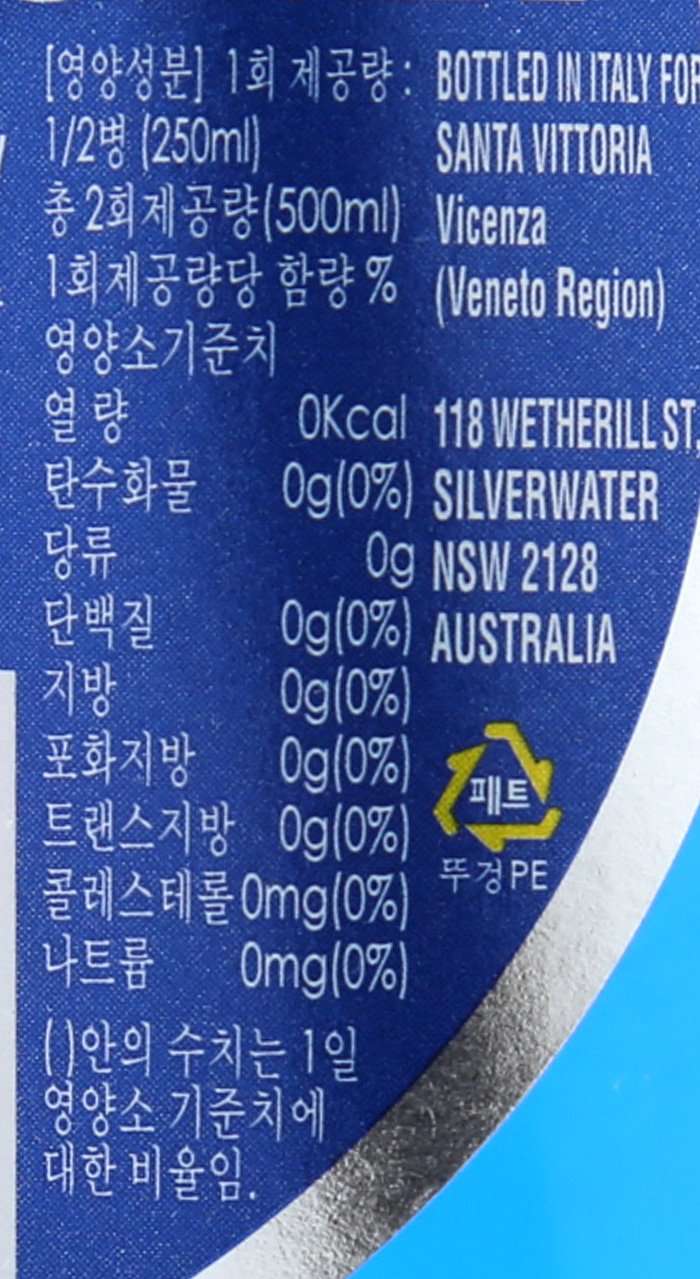 [영양성분] 1회 제공량 :
1/2병 (250ml)
총 2회제공량(500ml)
1회제공량당 함량 %
영양소기준치
열 량 0Kcal
탄수화물 0g(0%)
당류 0g
단백질 0g(0%)
지방 0g(0%)
포화지방 0g(0%)
트랜스지방 0g(0%)
콜레스테롤 0mg(0%)
나트륨 0mg(0%)
( )안의 수치는 1일
영양소 기준치에
대한 비율임.
BOTTLED IN ITALY FOR
SANTA VITTORIA
Vicenza
(Veneto Region)
118 WETHERILL ST,
SILVERWATER
NSW 2128
AUSTRALIA
페트
뚜껑PE